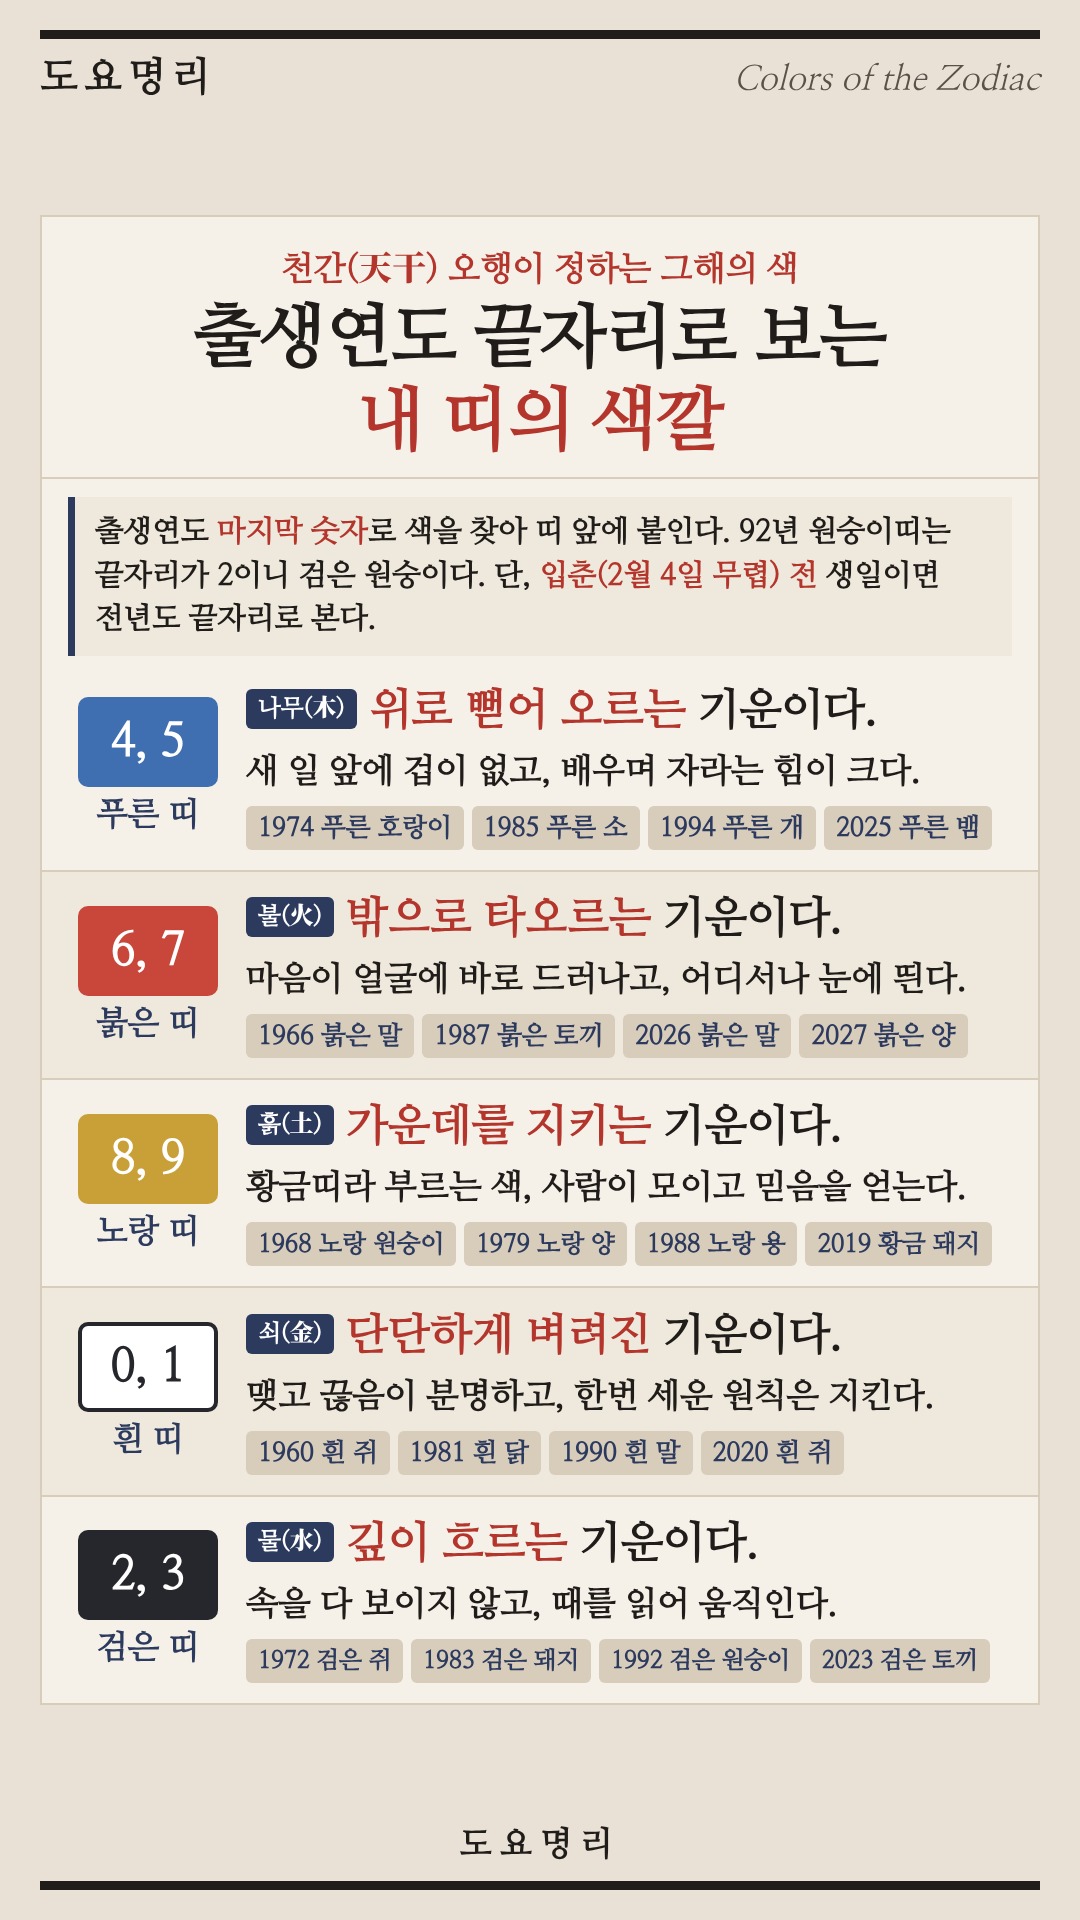 도요명리
Colors of the Zodiac
천간(天干) 오행이 정하는 그해의 색
출생연도 끝자리로 보는
내 띠의 색깔
출생연도 마지막 숫자로 색을 찾아 띠 앞에 붙인다. 92년 원숭이띠는
끝자리가 2이니 검은 원숭이다. 단, 입춘(2월 4일 무렵) 전 생일이면
전년도 끝자리로 본다.
4, 5
푸른 띠
나무(木) 위로 뻗어 오르는 기운이다.
새 일 앞에 겁이 없고, 배우며 자라는 힘이 크다.
1974 푸른 호랑이 1985 푸른 소 1994 푸른 개 2025 푸른 뱀
6, 7
붉은 띠
불(火) 밖으로 타오르는 기운이다.
마음이 얼굴에 바로 드러나고, 어디서나 눈에 띈다.
1966 붉은 말 1987 붉은 토끼 2026 붉은 말 2027 붉은 양
8, 9
노랑 띠
흙(土) 가운데를 지키는 기운이다.
황금띠라 부르는 색, 사람이 모이고 믿음을 얻는다.
1968 노랑 원숭이 1979 노랑 양 1988 노랑 용 2019 황금 돼지
0, 1
흰 띠
쇠(金) 단단하게 벼려진 기운이다.
맺고 끊음이 분명하고, 한번 세운 원칙은 지킨다.
1960 흰 쥐 1981 흰 닭 1990 흰 말 2020 흰 쥐
2, 3
검은 띠
물(水) 깊이 흐르는 기운이다.
속을 다 보이지 않고, 때를 읽어 움직인다.
1972 검은 쥐 1983 검은 돼지 1992 검은 원숭이 2023 검은 토끼
도요명리